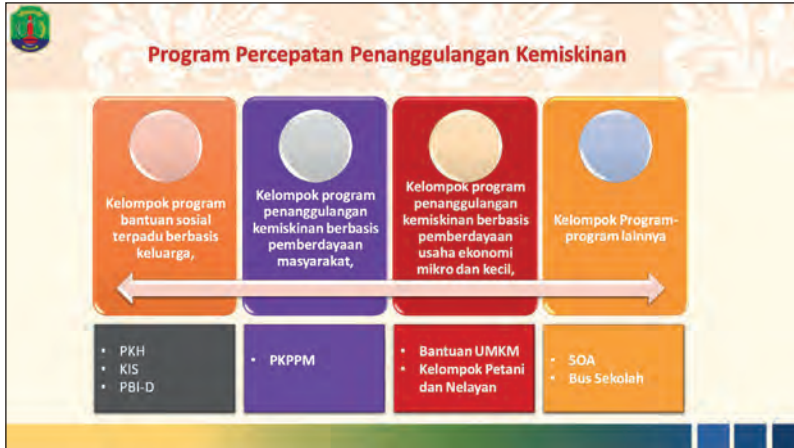 Program Percepatan Penanggulangan Kemiskinan
Kelompok program
bantuan sosial
terpadu berbasis
keluarga,
Kelompok program
penanggulangan
kemiskinan berbasis
pemberdayaan
masyarakat,
Kelompok program
penanggulangan
kemiskinan berbasis
pemberdayaan
usaha ekonomi
mikro dan kecil,
Kelompok Program-
program lainnya
• PKH
• KIS
• PBI-D
• PKPPM
• Bantuan UMKM
• Kelompok Petani
dan Nelayan
• SOA
• Bus Sekolah